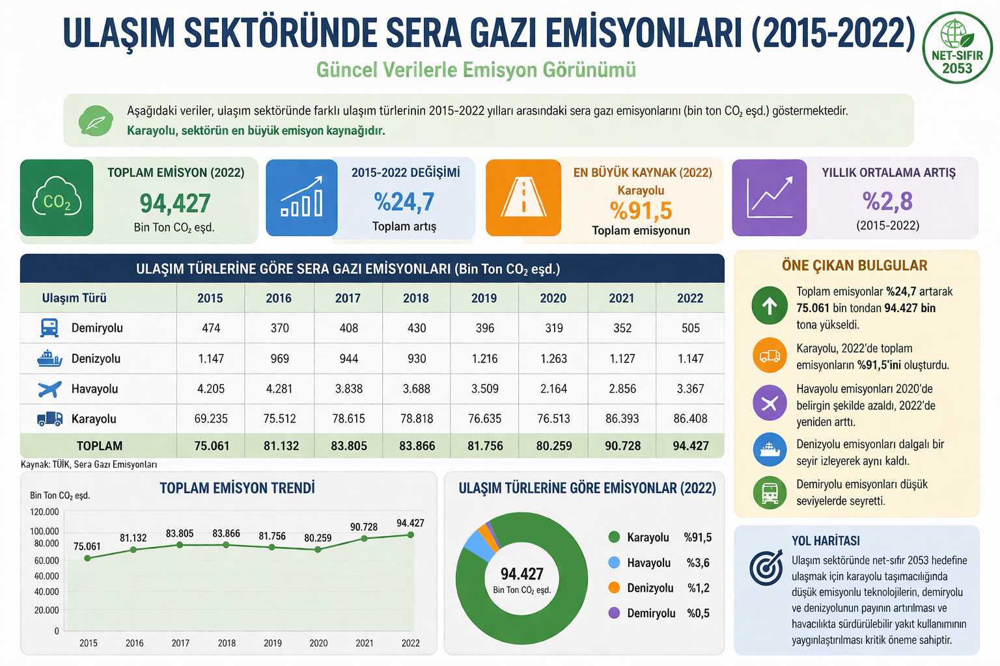 ULAŞIM SEKTÖRÜNDE SERA GAZI EMİSYONLARI (2015-2022)
NET-SIFIR
2053
Güncel Verilerle Emisyon Görünümü
Aşağıdaki veriler, ulaşım sektöründe farklı ulaşım türlerinin 2015-2022 yılları arasındaki sera gazı emisyonlarını (bin ton CO₂ eşd.) göstermektedir.
Karayolu, sektörün en büyük emisyon kaynağıdır.
CO₂
TOPLAM EMİSYON (2022)
94,427
Bin Ton CO₂ eşd.
2015-2022 DEĞİŞİMİ
%24,7
Toplam artış
EN BÜYÜK KAYNAK (2022)
Karayolu
%91,5
Toplam emisyonun
YILLIK ORTALAMA ARTIŞ
%2,8
(2015-2022)
ULAŞIM TÜRLERİNE GÖRE SERA GAZI EMİSYONLARI (Bin Ton CO₂ eşd.)
Ulaşım Türü 2015 2016 2017 2018 2019 2020 2021 2022
Demiryolu 474 370 408 430 396 319 352 505
Denizyolu 1.147 969 944 930 1.216 1.263 1.127 1.147
Havayolu 4.205 4.281 3.838 3.688 3.509 2.164 2.856 3.367
Karayolu 69.235 75.512 78.615 78.818 76.635 76.513 86.393 86.408
TOPLAM 75.061 81.132 83.805 83.866 81.756 80.259 90.728 94.427
Kaynak: TÜİK, Sera Gazı Emisyonları
ÖNE ÇIKAN BULGULAR
Toplam emisyonlar %24,7 artarak
75.061 bin tondan 94.427 bin
tona yükseldi.
Karayolu, 2022'de toplam
emisyonların %91,5'ini oluşturdu.
Havayolu emisyonları 2020'de
belirgin şekilde azaldı, 2022'de
yeniden arttı.
Denizyolu emisyonları dalgalı bir
seyir izleyerek aynı kaldı.
Demiryolu emisyonları düşük
seviyelerde seyretti.
TOPLAM EMİSYON TRENDİ
Bin Ton CO₂ eşd.
120.000
100.000
80.000
60.000
60.000
40.000
20.000
0
75.061 81.132 83.805 83.866 81.756 80.259 90.728 94.427
2015 2016 2017 2018 2019 2020 2021 2022
ULAŞIM TÜRLERİNE GÖRE EMİSYONLAR (2022)
94.427
Bin Ton CO₂ eşd.
Karayolu %91,5
Havayolu %3,6
Denizyolu %1,2
Demiryolu %0,5
YOL HARİTASI
Ulaşım sektöründe net-sıfır 2053 hedefine
ulaşmak için karayolu taşımacılığında
düşük emisyonlu teknolojilerin, demiryolu
ve denizyolunun payının artırılması ve
havacılıkta sürdürülebilir yakıt kullanımının
yaygınlaştırılması kritik öneme sahiptir.